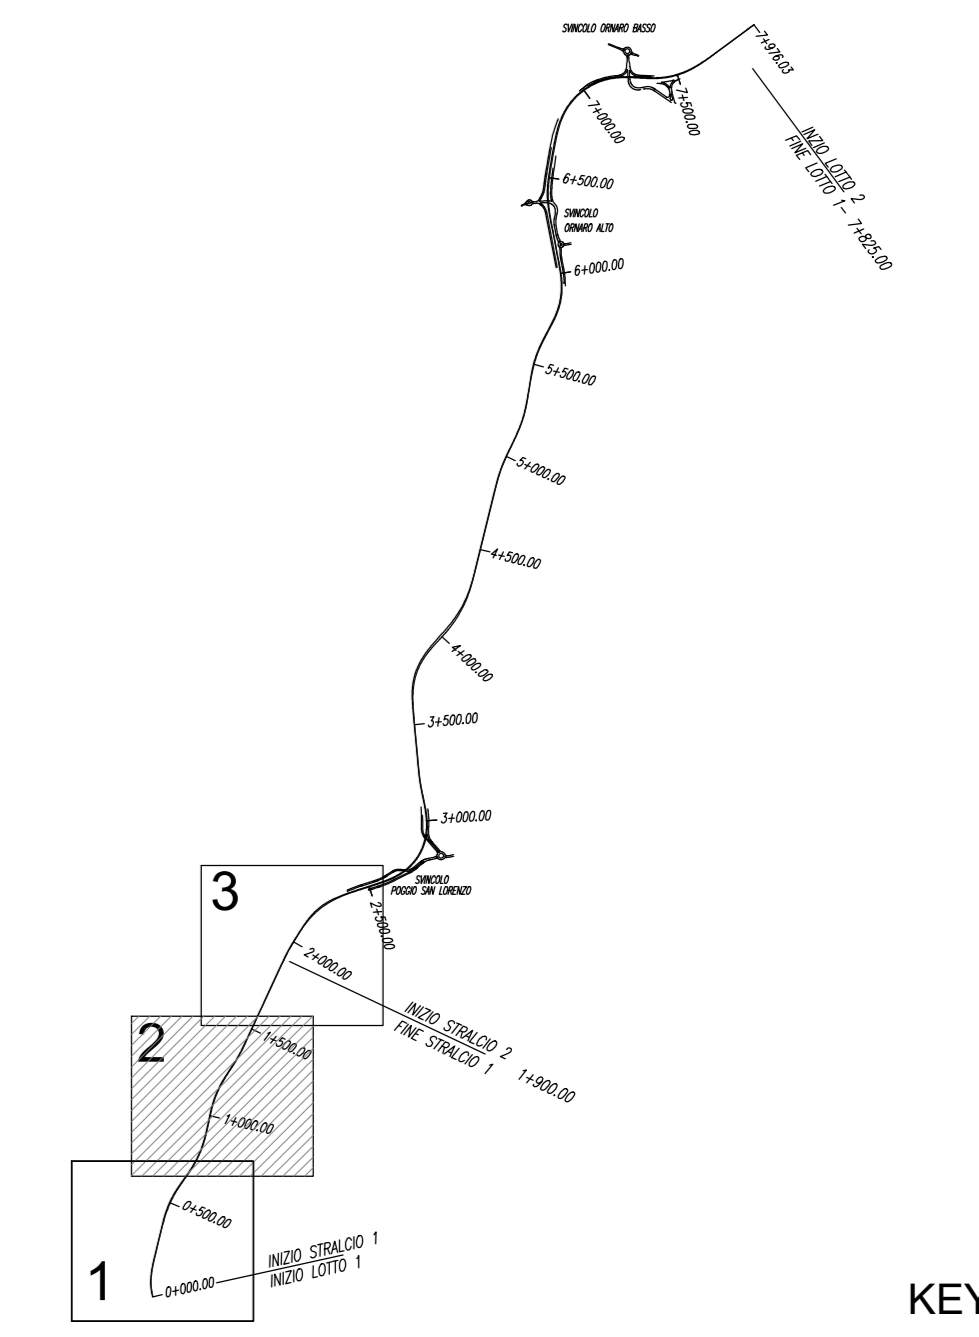 SVINCOLO ORNARO BASSO
7+976.03
7+500.00
7+000.00
INZIO LOTTO 2
FINE LOTTO 1- 7+825.00
6+500.00
SVINCOLO
ORNARO ALTO
6+000.00
5+500.00
5+000.00
4+500.00
4+000.00
3+500.00
3+000.00
SVINCOLO
POGGIO SAN LORENZO
3
2+500.00
2+000.00
INIZIO STRALCIO 2
FINE STRALCIO 1 1+900.00
2
1+500.00
1+000.00
0+500.00
1
0+000.00
INIZIO STRALCIO 1
INIZIO LOTTO 1
KEY